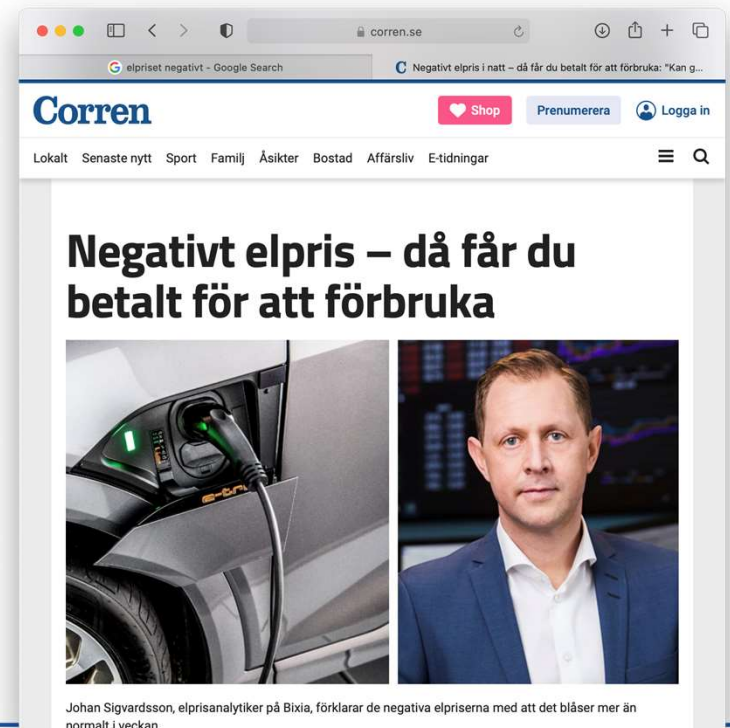 corren.se
elpriset negativt - Google Search
C Negativt elpris i natt – då får du betalt för att förbruka: "Kan g...
Corren
Shop
Prenumerera
Logga in
Lokalt Senaste nytt Sport Familj Åsikter Bostad Affärsliv E-tidningar
Negativt elpris – då får du
betalt för att förbruka
Johan Sigvardsson, elprisanalytiker på Bixia, förklarar de negativa elpriserna med att det blåser mer än
normalt i veckan